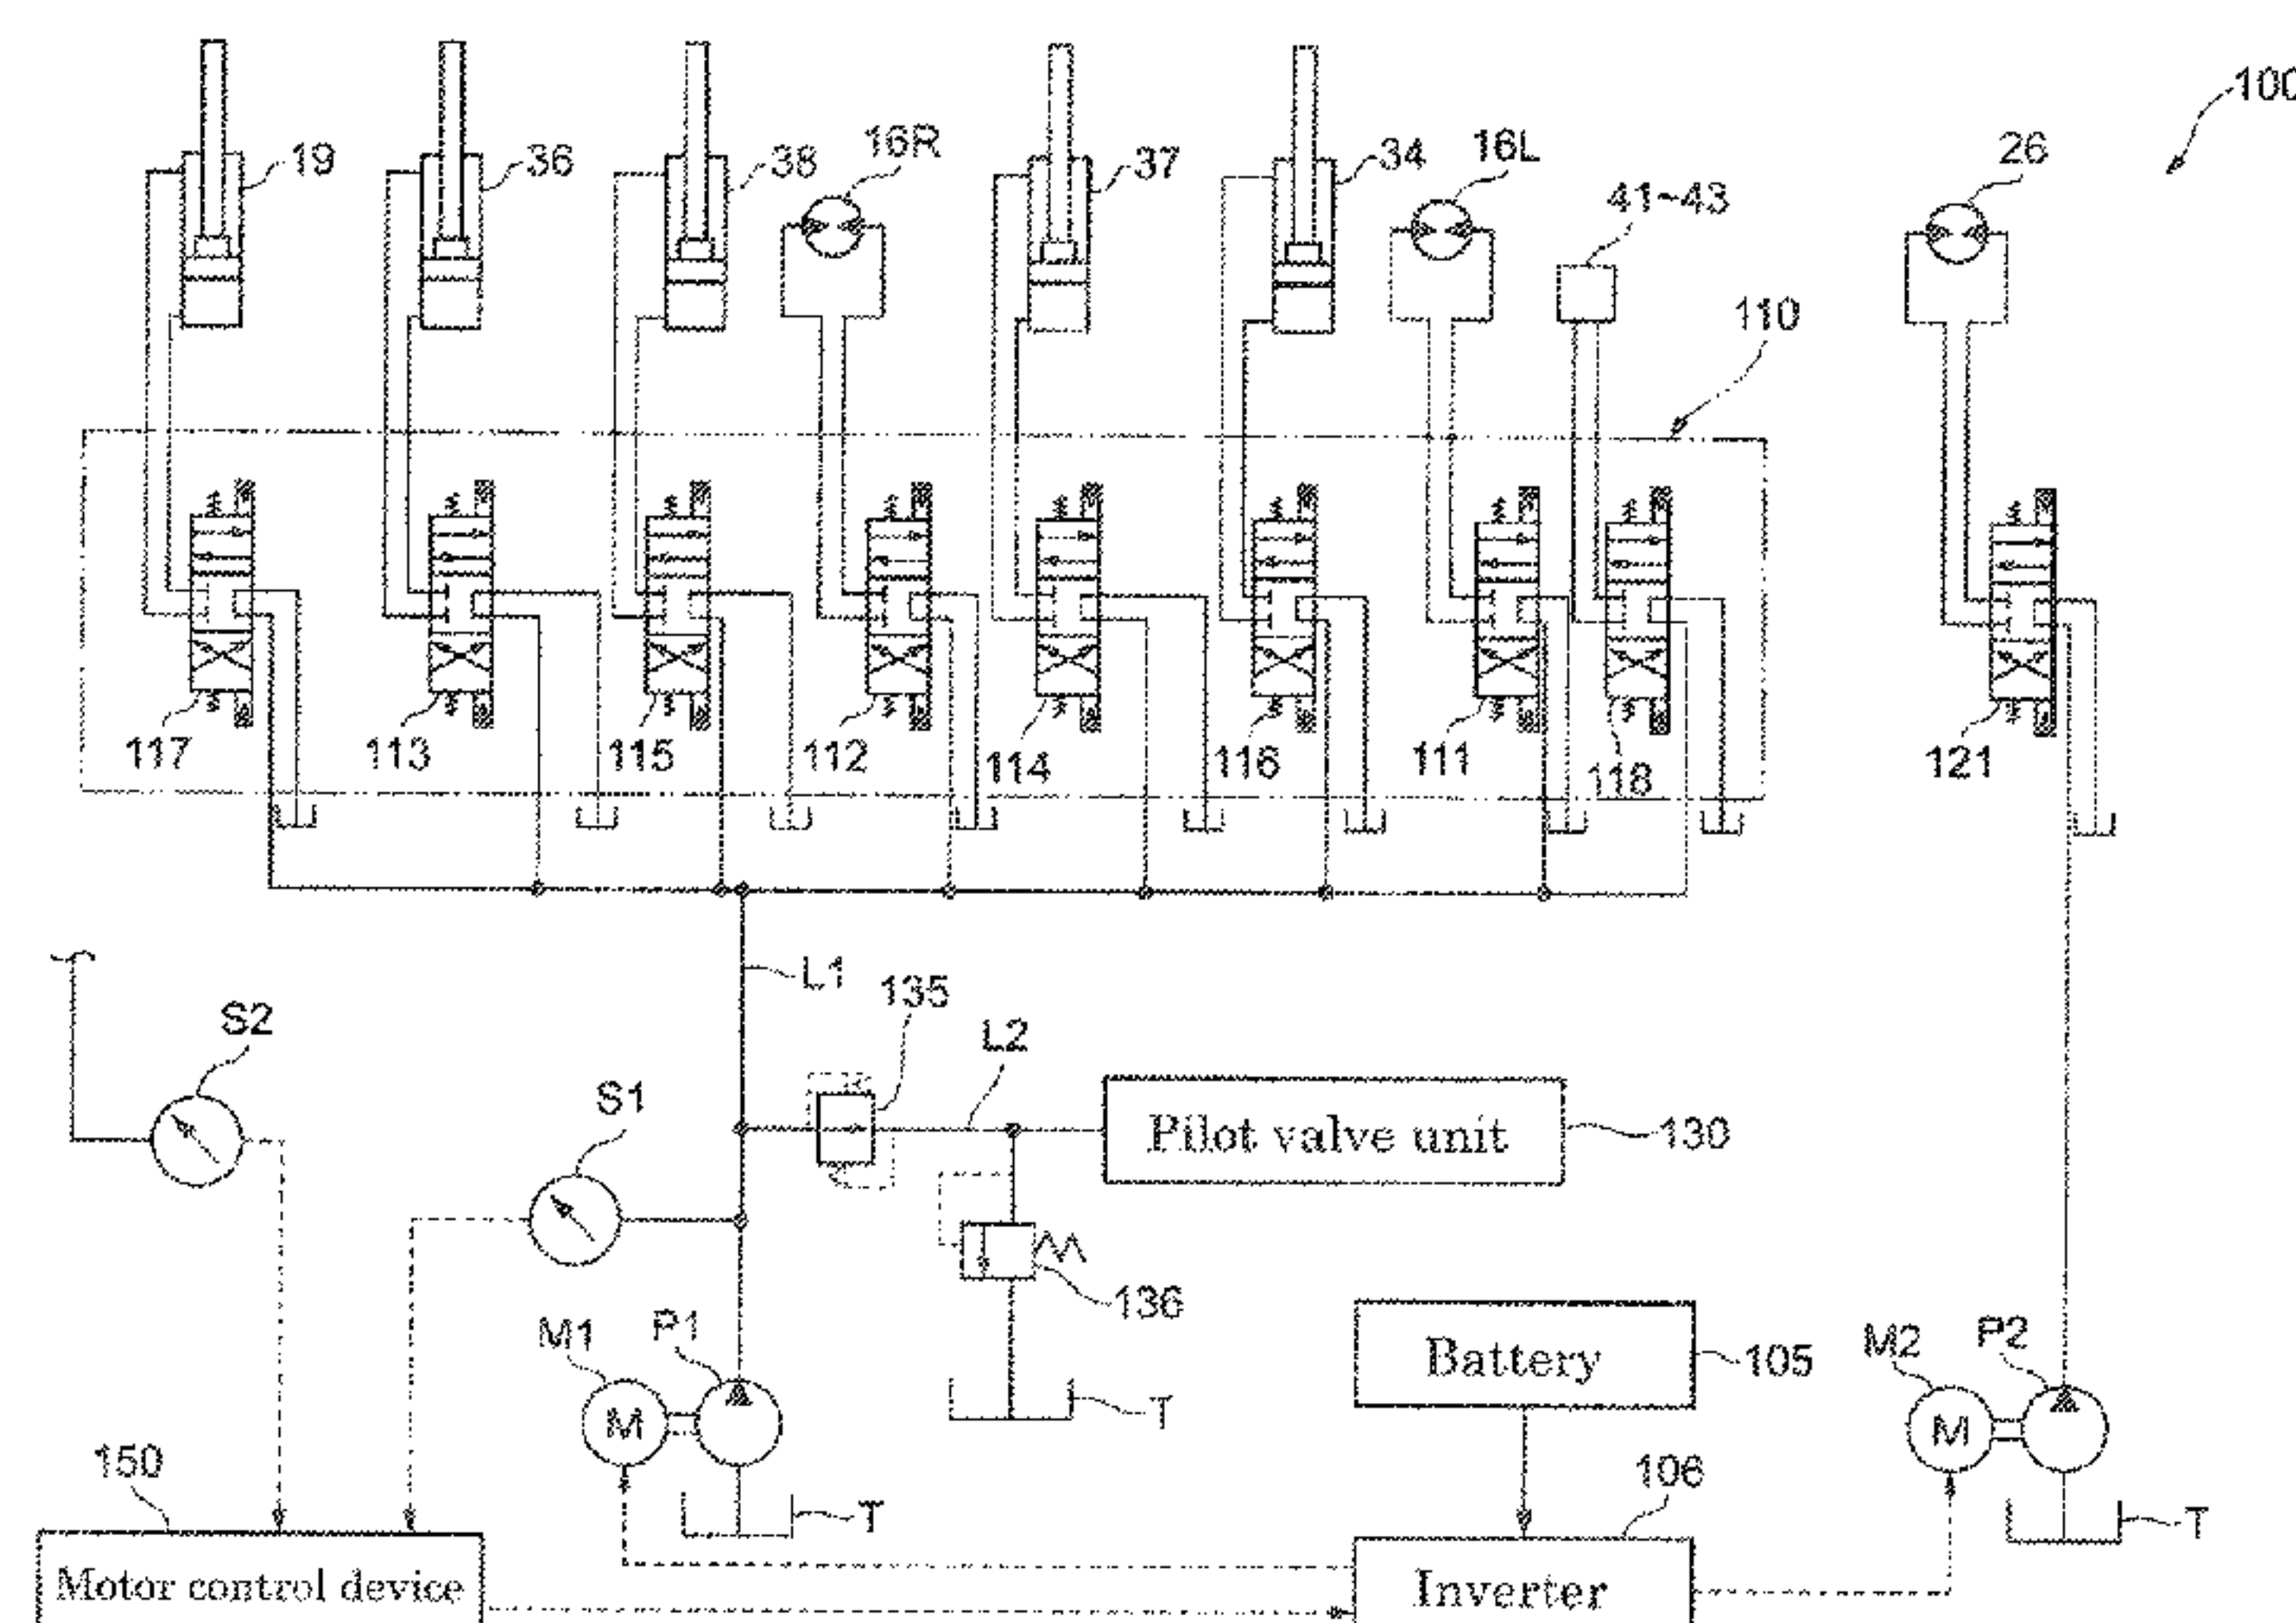 100
19
36
38
16R
37
34
16L
41~43
26
110
117
113
115
112
114
116
111
118
121
L1
135
L2
S2
S1
Pilot valve unit
130
136
M1
P1
T
Battery
105
M2
P2
150
T
106
T
Motor control device
Inverter